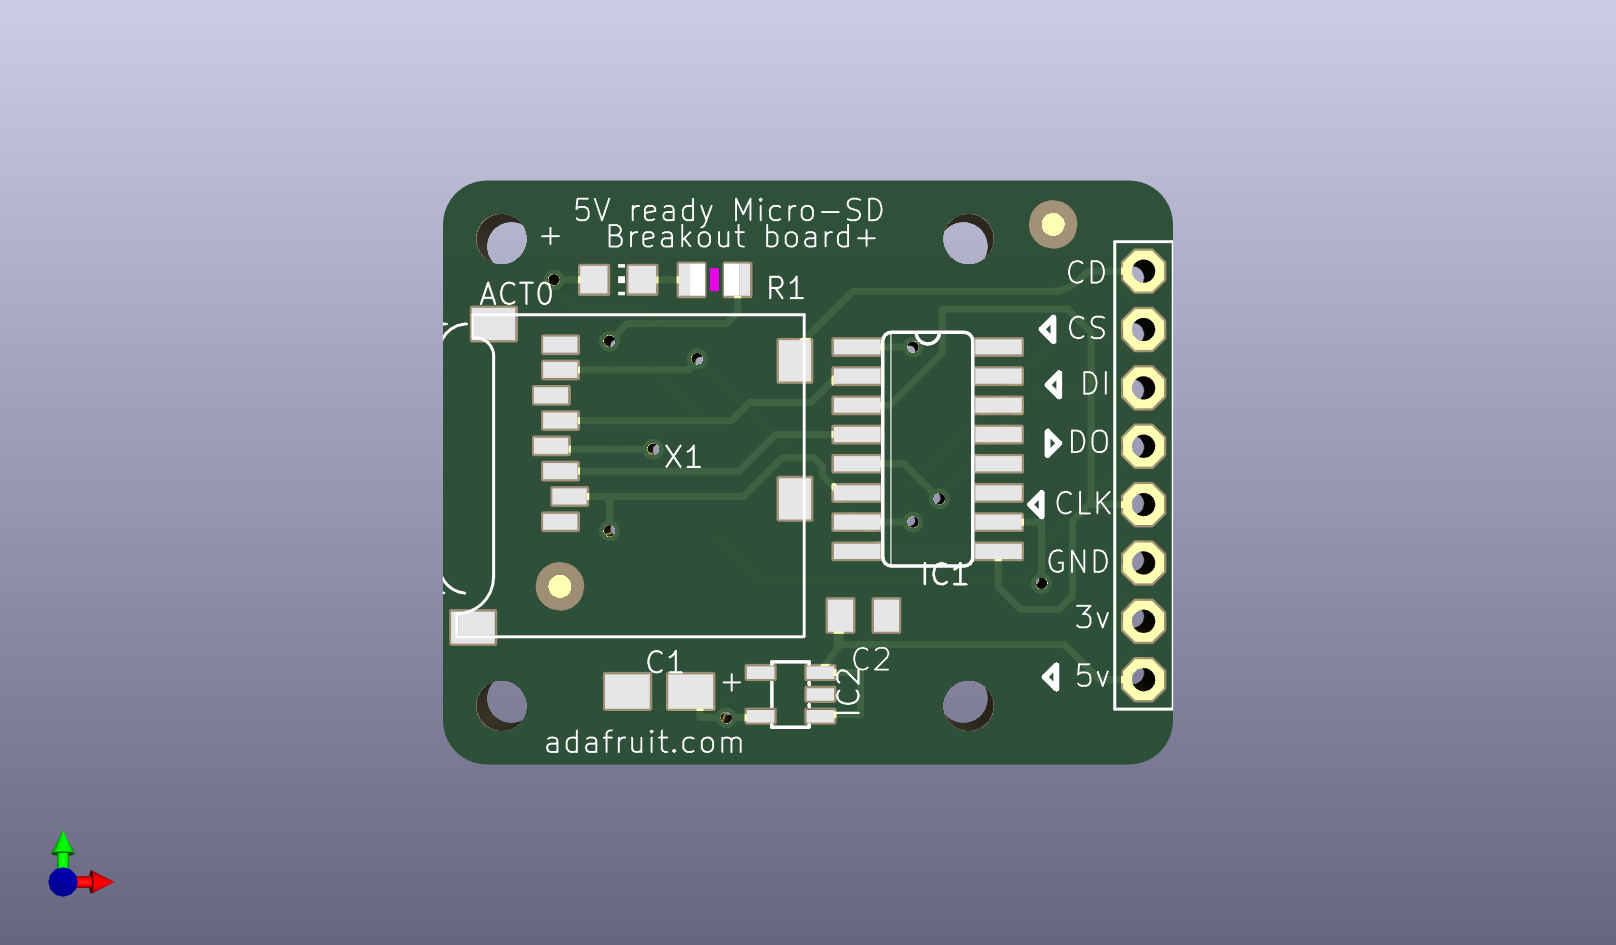 5V ready Micro-SD
+ Breakout board+
CD
ACT0
R1
CS
DI
DO
X1
CLK
GND
IC1
3v
C1
C2
+
IC2
5v
adafruit.com